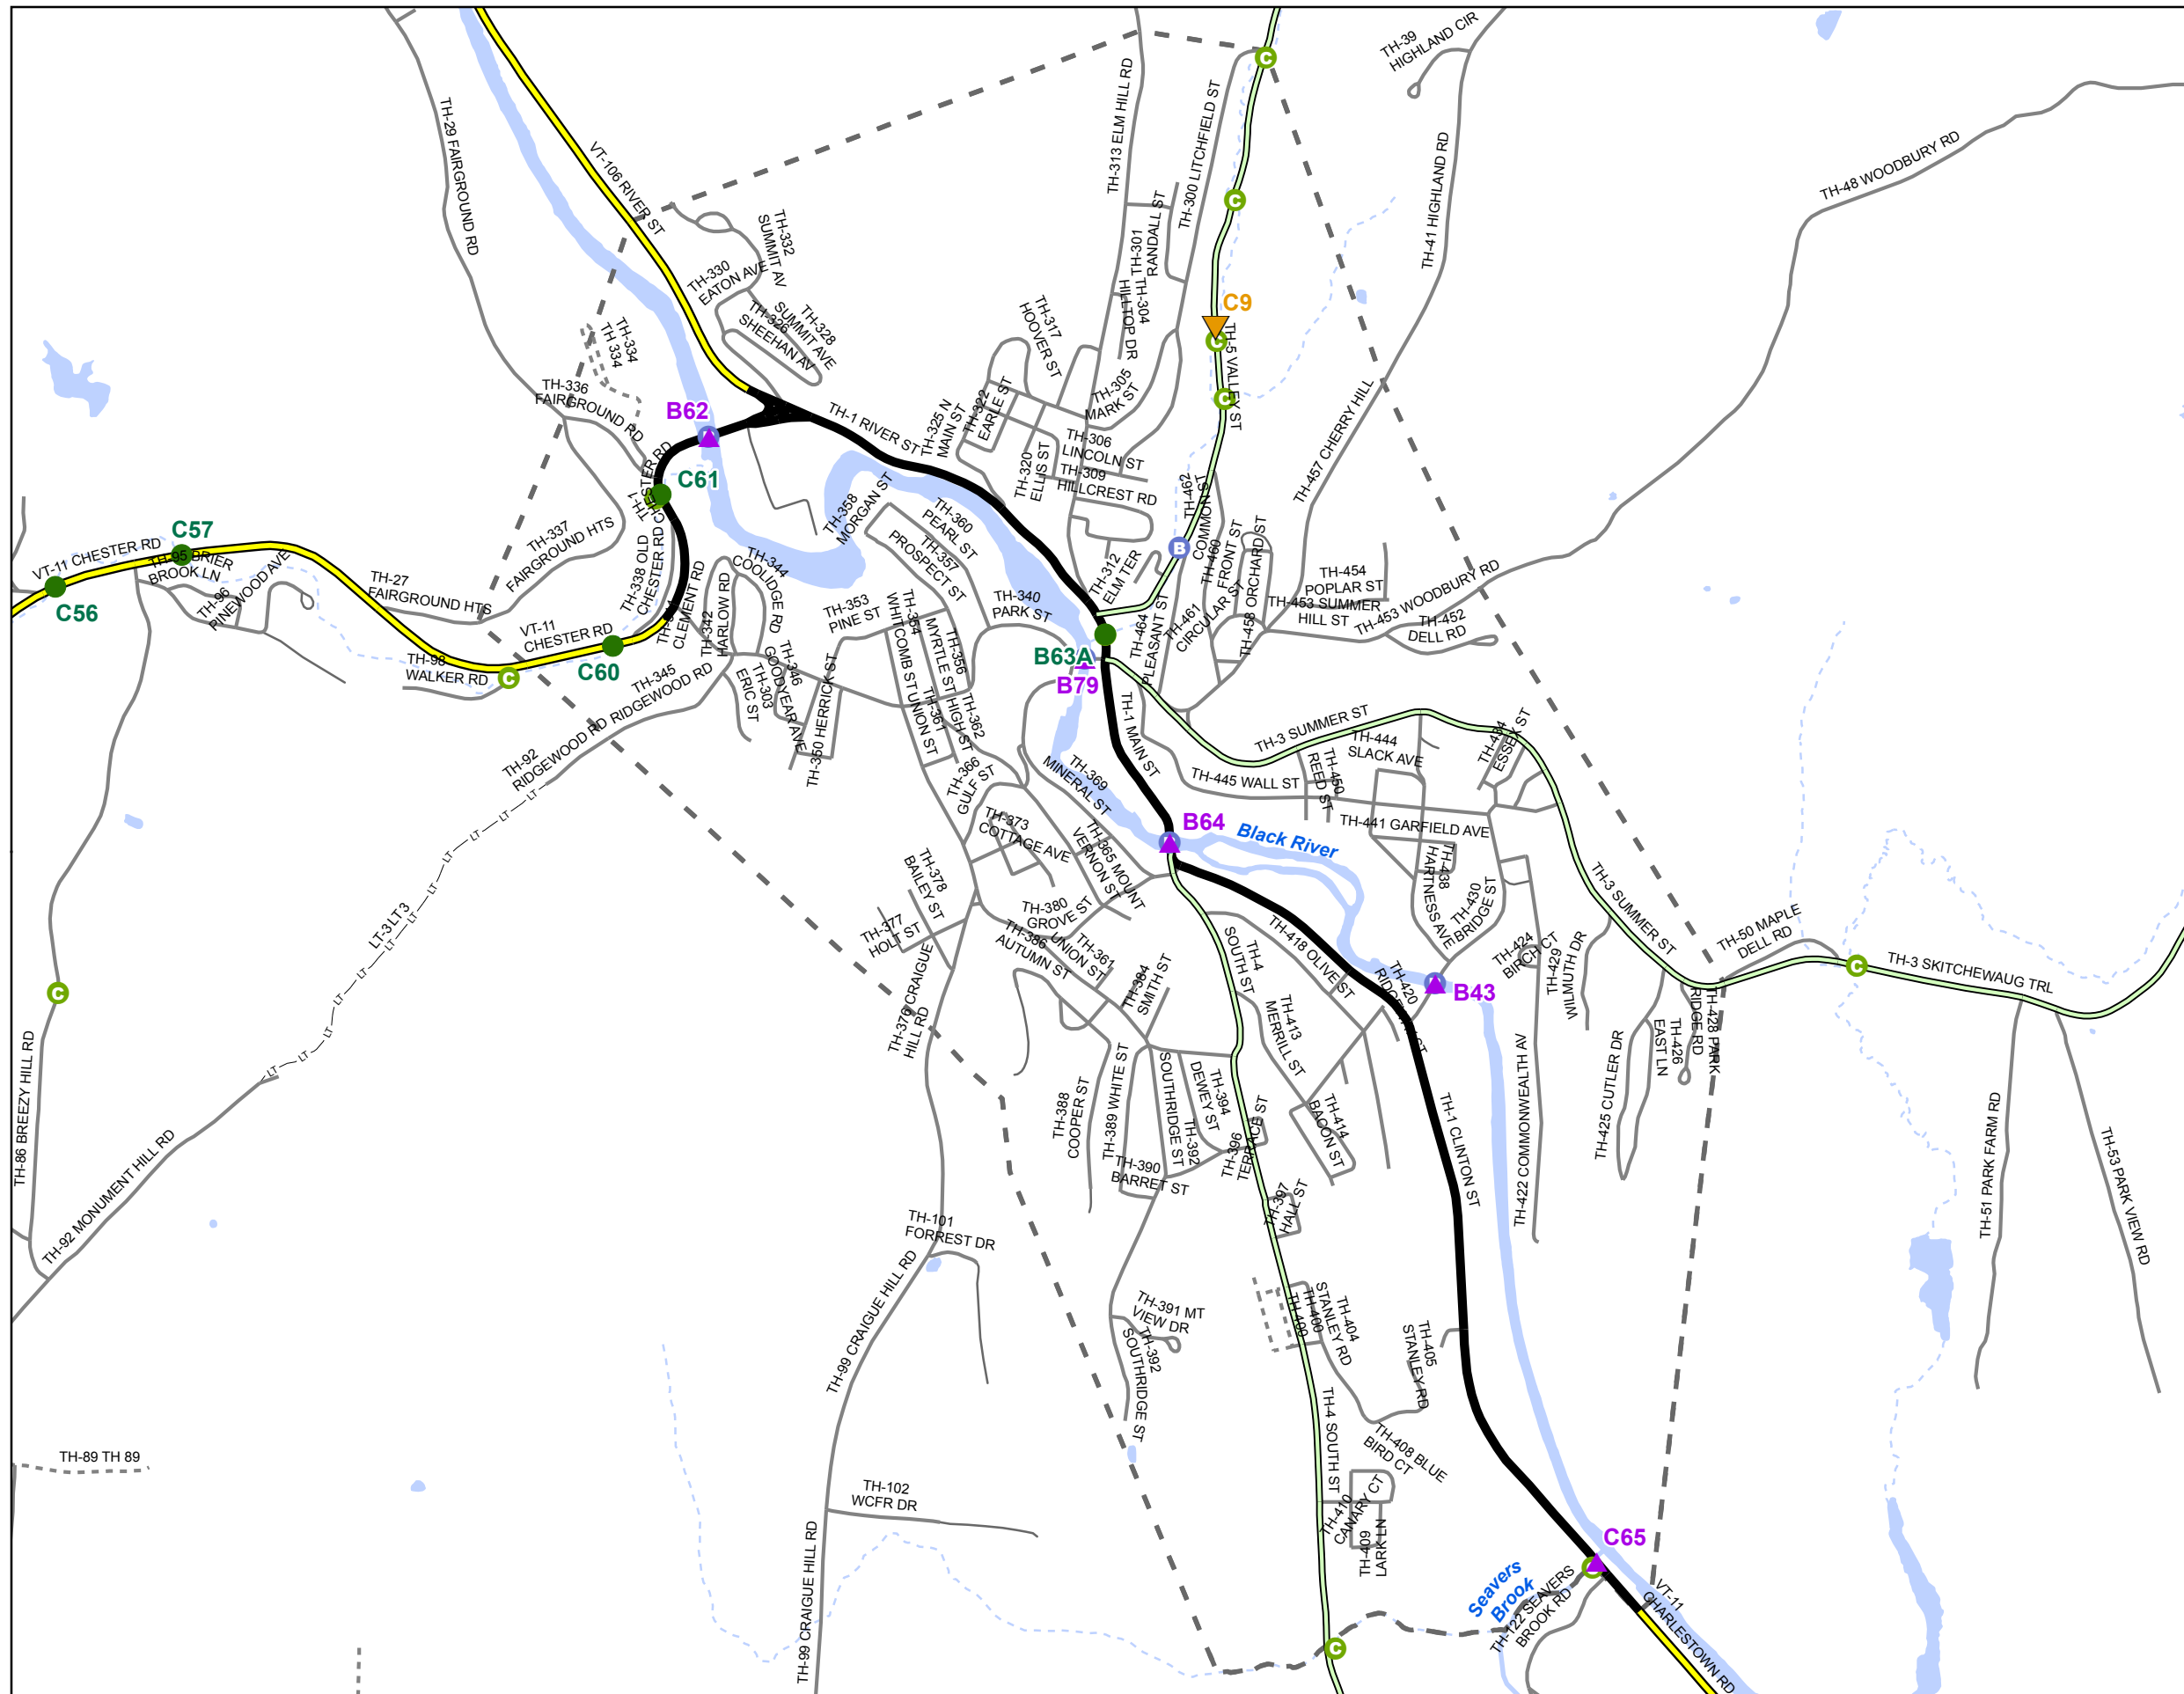 TH-39
HIGHLAND CIR
TH-29 FAIRGROUND RD
VT-106 RIVER ST
TH-313 ELM HILL RD
TH-300 LITCHFIELD ST
TH-41 HIGHLAND RD
TH-48 WOODBURY RD
TH-332
SUMMIT AV
TH-330
EATON AVE
TH-301
RANDALL ST
TH-328
SUMMIT AVE
TH-326
SHEEHAN AV
TH-317
HOOVER ST
TH-304
HILLTOP DR
C9
TH-5 VALLEY ST
TH-334
TH 334
TH-336
FAIRGROUND RD
B62
TH-1 RIVER ST
TH-325 N
MAIN ST
TH-322
EARLE ST
TH-305
MARK ST
TH-306
LINCOLN ST
TH-320
ELLIS ST
TH-309
HILLCREST RD
TH-457 CHERRY HILL
C61
TH-1
CHESTER RD
TH-462
COMMON ST
TH-358
MORGAN ST
TH-360
PEARL ST
TH-357
PROSPECT ST
C57
VT-11 CHESTER RD
TH-95 BRIER
BROOK LN
C56
TH-96
PINEWOOD AVE
TH-337
FAIRGROUND HTS
TH-27
FAIRGROUND HTS
TH-338 OLD
CHESTER RD
CLEMENT RD
TH-342
HARLOW RD
TH-344
COOLIDGE RD
TH-353
PINE ST
TH-354
WHITCOMB ST
TH-340
PARK ST
TH-312
ELM TER
B
TH-460
FRONT ST
TH-461
CIRCULAR ST
TH-458 ORCHARD ST
TH-454
POPLAR ST
TH-453 SUMMER
HILL ST
TH-453 WOODBURY RD
TH-452
DELL RD
TH-464
PLEASANT ST
VT-11
CHESTER RD
C60
TH-98
WALKER RD
C
TH-345
RIDGEWOOD RD
TH-92
RIDGEWOOD RD
TH-303
ERIC ST
TH-346
GOODYEAR AVE
TH-350 HERRICK ST
TH-356
MYRTLE ST
TH-361
UNION ST
TH-362
HIGH ST
B63A
B79
TH-1 MAIN ST
TH-3 SUMMER ST
TH-444
SLACK AVE
TH-434
ESSEX ST
TH-445 WALL ST
TH-450
REED ST
TH-366
GULF ST
TH-369
MINERAL ST
TH-373
COTTAGE AVE
TH-365 MOUNT
VERNON ST
B64
Black River
TH-441 GARFIELD AVE
TH-438
HARTNESS AVE
TH-430
BRIDGE ST
TH-3 SUMMER ST
TH-378
BAILEY ST
TH-377
HOLT ST
TH-380
GROVE ST
TH-386
AUTUMN ST
TH-361
UNION ST
TH-384
SMITH ST
TH-376 CRAIGUE
HILL RD
TH-4
SOUTH ST
TH-418 OLIVE ST
TH-413
MERRILL ST
TH-420
B43
TH-424
BIRCH CT
TH-429
WILMUTH DR
TH-50 MAPLE
DELL RD
TH-3 SKITCHEWAUG TRL
TH-428 PARK
RIDGE RD
TH-426
EAST LN
TH-425 CUTLER DR
TH-422 COMMONWEALTH AV
LT-3 LT 3
TH-86 BREEZY HILL RD
TH-92 MONUMENT HILL RD
TH-388
COOPER ST
TH-389 WHITE ST
TH-392
SOUTHRIDGE ST
TH-394
DEWEY ST
TH-390
BARRET ST
TH-396
TERRACE ST
TH-414
BACON ST
TH-397
HALL ST
TH-1 CLINTON ST
TH-51 PARK FARM RD
TH-53 PARK VIEW RD
TH-101
FORREST DR
TH-99 CRAIGUE HILL RD
TH-391 MT
VIEW DR
TH-392
SOUTHRIDGE ST
TH-400
TH-400
TH-404
STANLEY RD
TH-405
STANLEY RD
TH-4 SOUTH ST
TH-408 BLUE
BIRD CT
TH-410
CANARY CT
TH-409
LARK LN
TH-89 TH 89
TH-102
WCFR DR
TH-99 CRAIGUE HILL RD
C65
Seavers
Brook
TH-122 SEAVERS
BROOK RD
VT-11
CHARLESTOWN RD